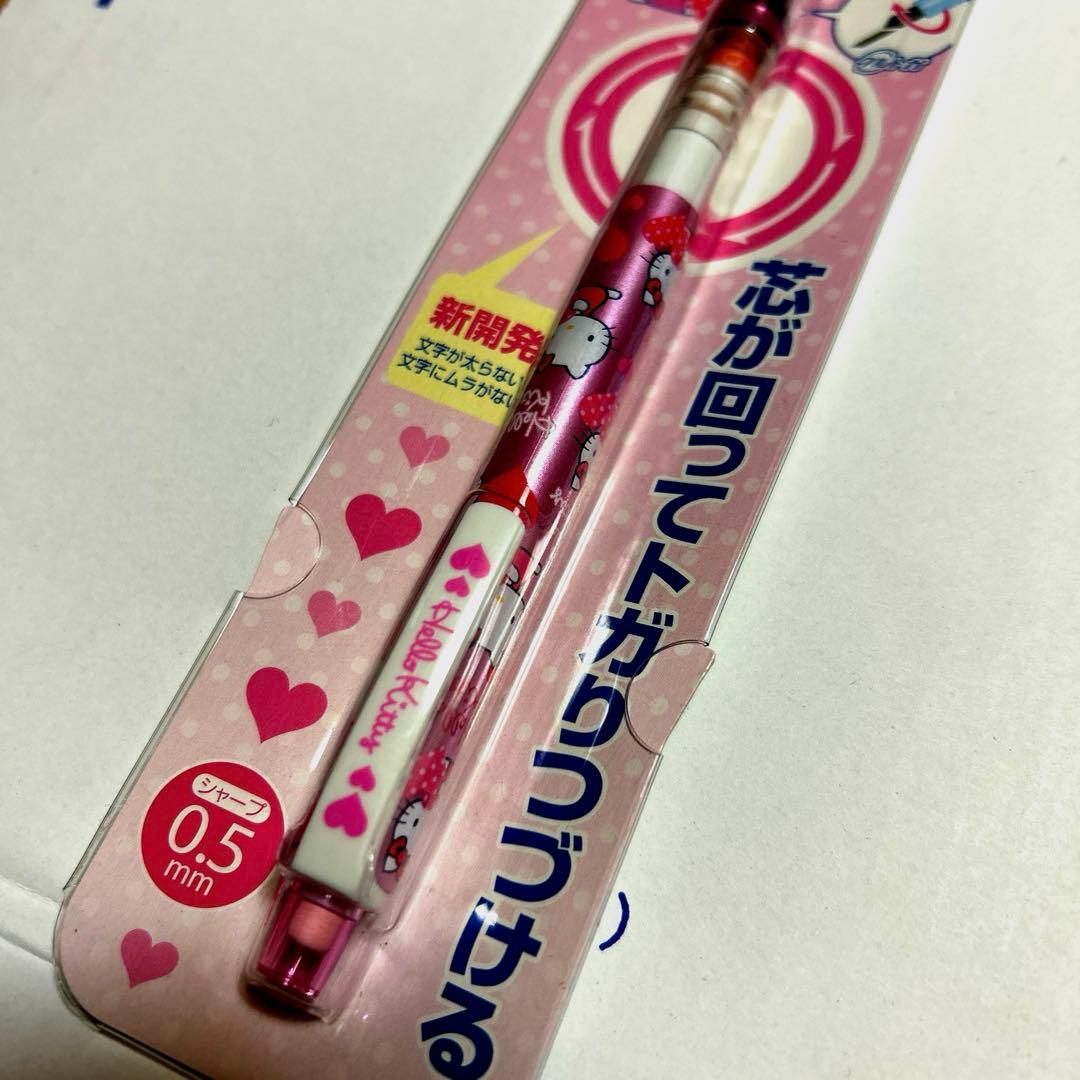 新開発
文字が太らない
文字にムラがない
芯が回ってトガりつづける
Hello Kitty
シャープ
0.5
mm